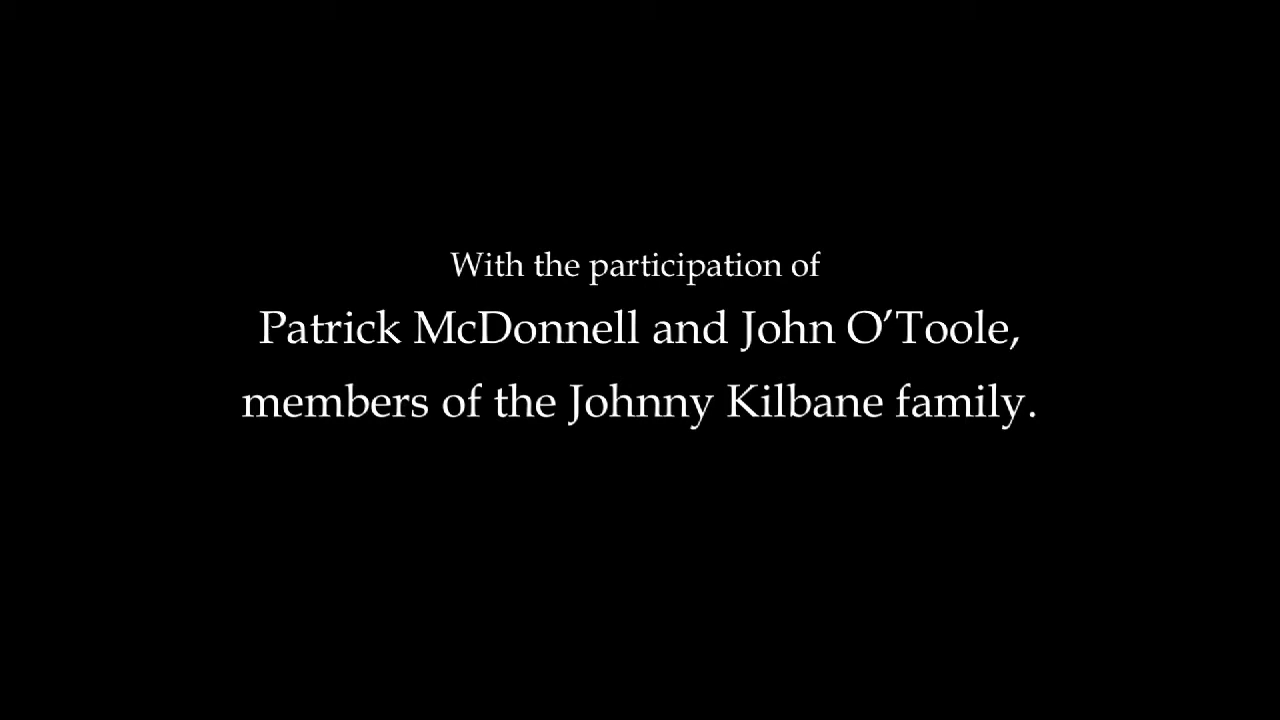 With the participation of
Patrick McDonnell and John O’Toole,
members of the Johnny Kilbane family.